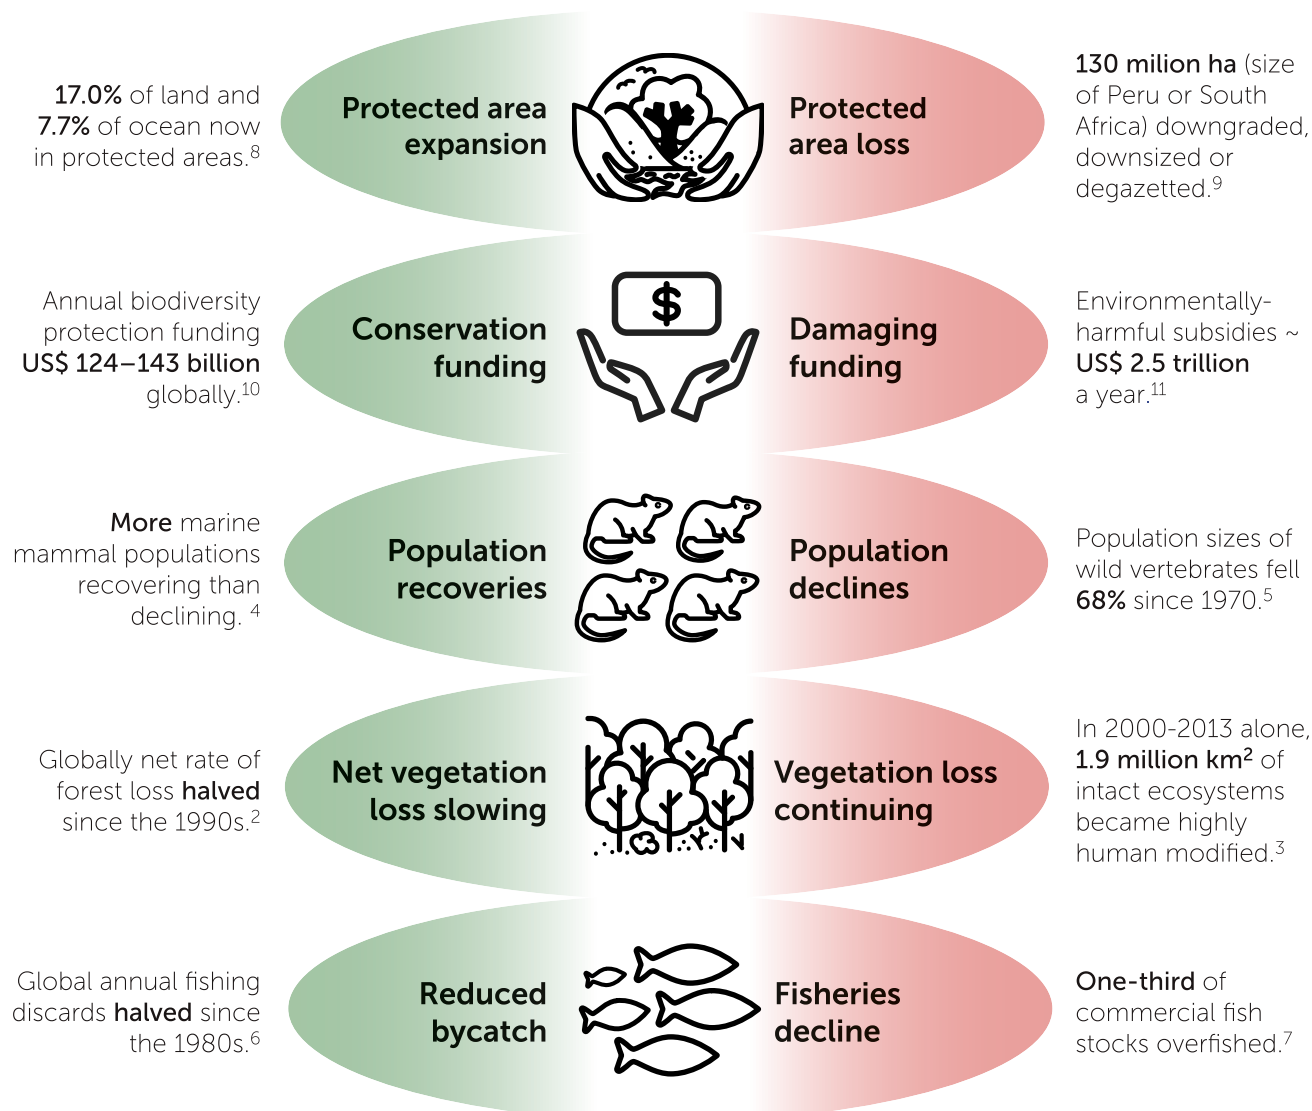 17.0% of land and
7.7% of ocean now
in protected areas.8
Protected area
expansion
Protected
area loss
130 milion ha (size
of Peru or South
Africa) downgraded,
downsized or
degazetted.9
Annual biodiversity
protection funding
US$ 124–143 billion
globally.10
Conservation
funding
$
Damaging
funding
Environmentally-
harmful subsidies ~
US$ 2.5 trillion
a year.11
More marine
mammal populations
recovering than
declining. 4
Population
recoveries
Population
declines
Population sizes of
wild vertebrates fell
68% since 1970.5
Globally net rate of
forest loss halved
since the 1990s.2
Net vegetation
loss slowing
Vegetation loss
continuing
In 2000-2013 alone,
1.9 million km² of
intact ecosystems
became highly
human modified.3
Global annual fishing
discards halved since
the 1980s.6
Reduced
bycatch
Fisheries
decline
One-third of
commercial fish
stocks overfished.7